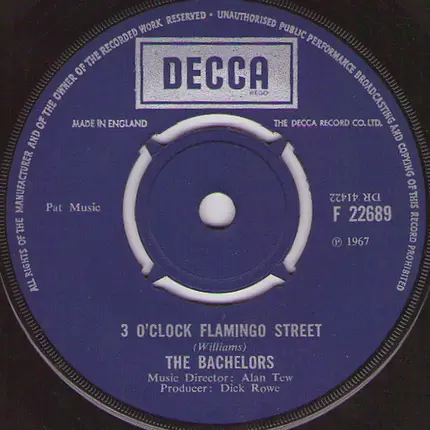 ALL RIGHTS OF THE MANUFACTURER AND OF THE OWNER OF THE RECORDED WORK RESERVED · UNAUTHORISED PUBLIC PERFORMANCE BROADCASTING AND COPYING OF THIS RECORD PROHIBITED
DECCA
REGD
MADE IN ENGLAND
THE DECCA RECORD CO. LTD.
Pat Music
DR 41422
F 22689
℗ 1967
3 O'CLOCK FLAMINGO STREET
(Williams)
THE BACHELORS
Music Director: Alan Tew
Producer: Dick Rowe